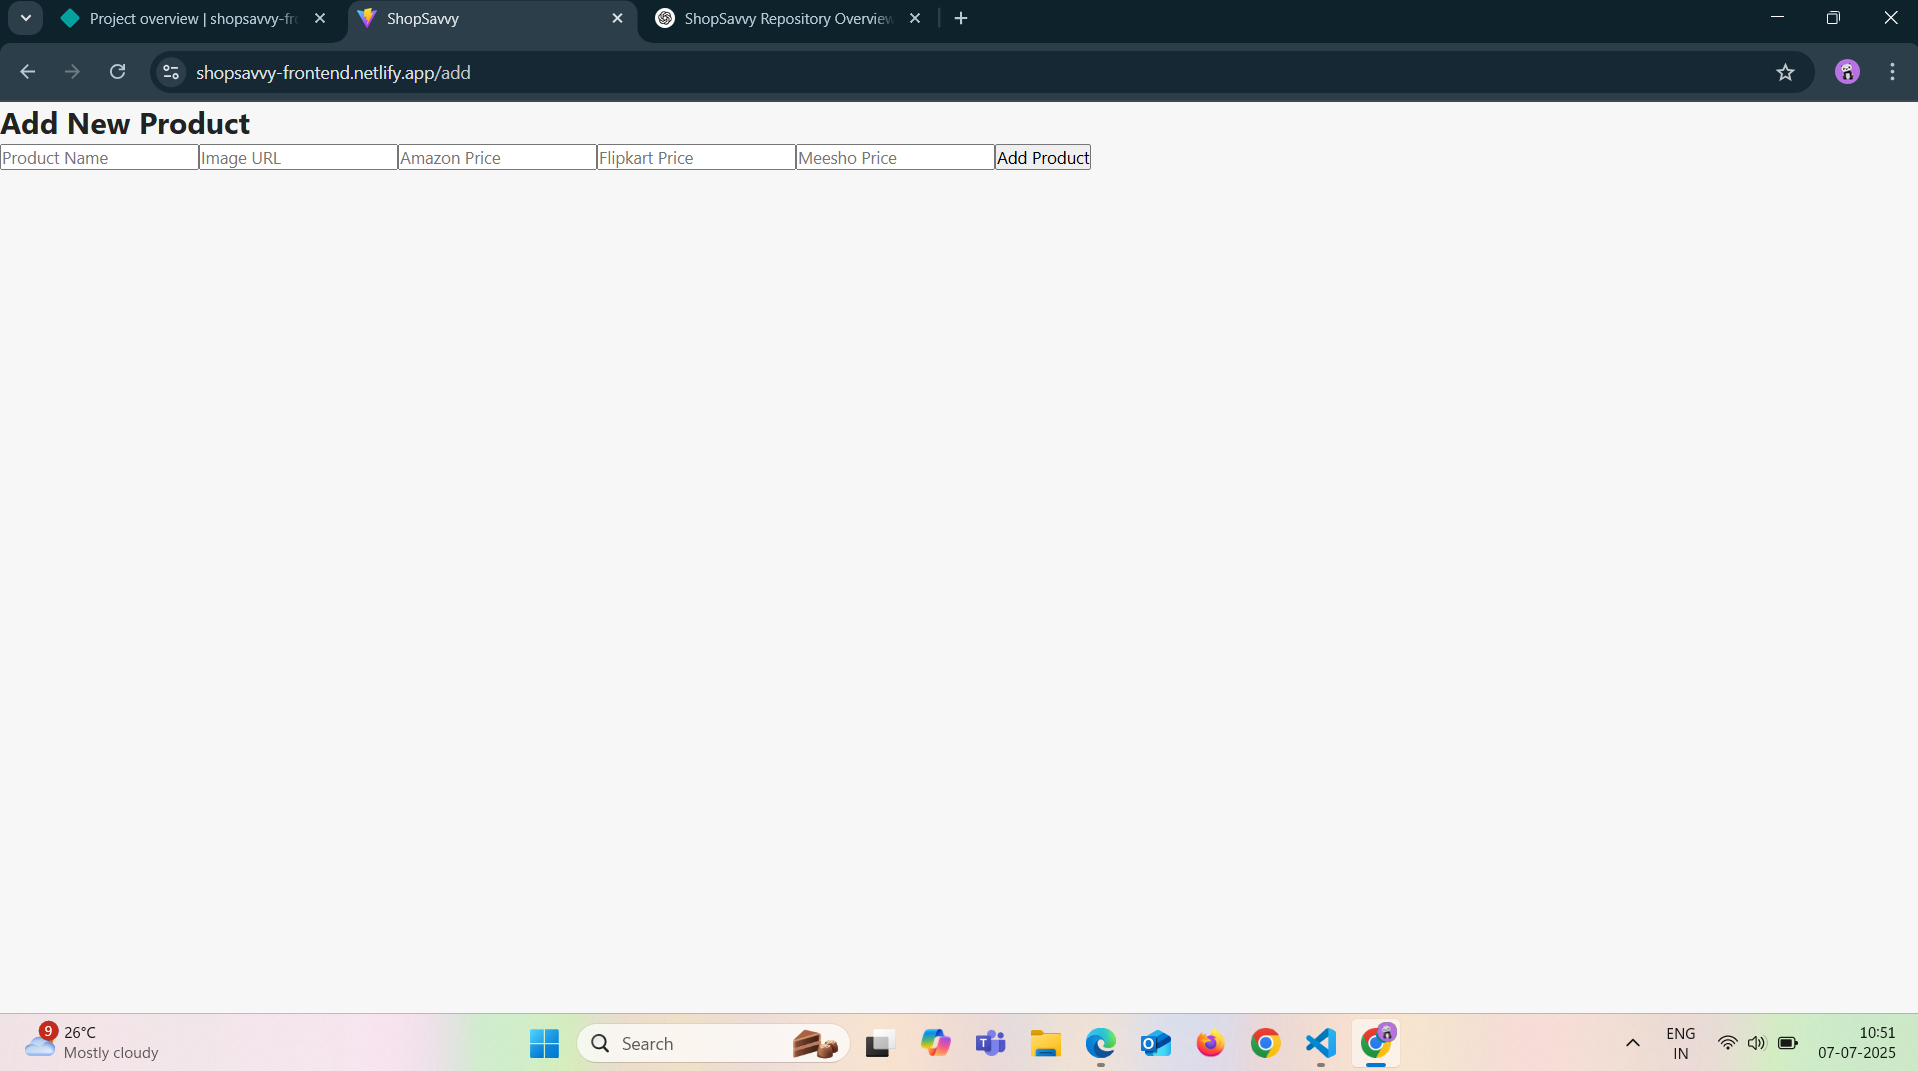 Project overview | shopsavvy-fr
ShopSavvy
ShopSavvy Repository Overview
shopsavvy-frontend.netlify.app/add
Add New Product
Product Name
Image URL
Amazon Price
Flipkart Price
Meesho Price
Add Product
9
26°C
Mostly cloudy
Search
ENG
IN
10:51
07-07-2025